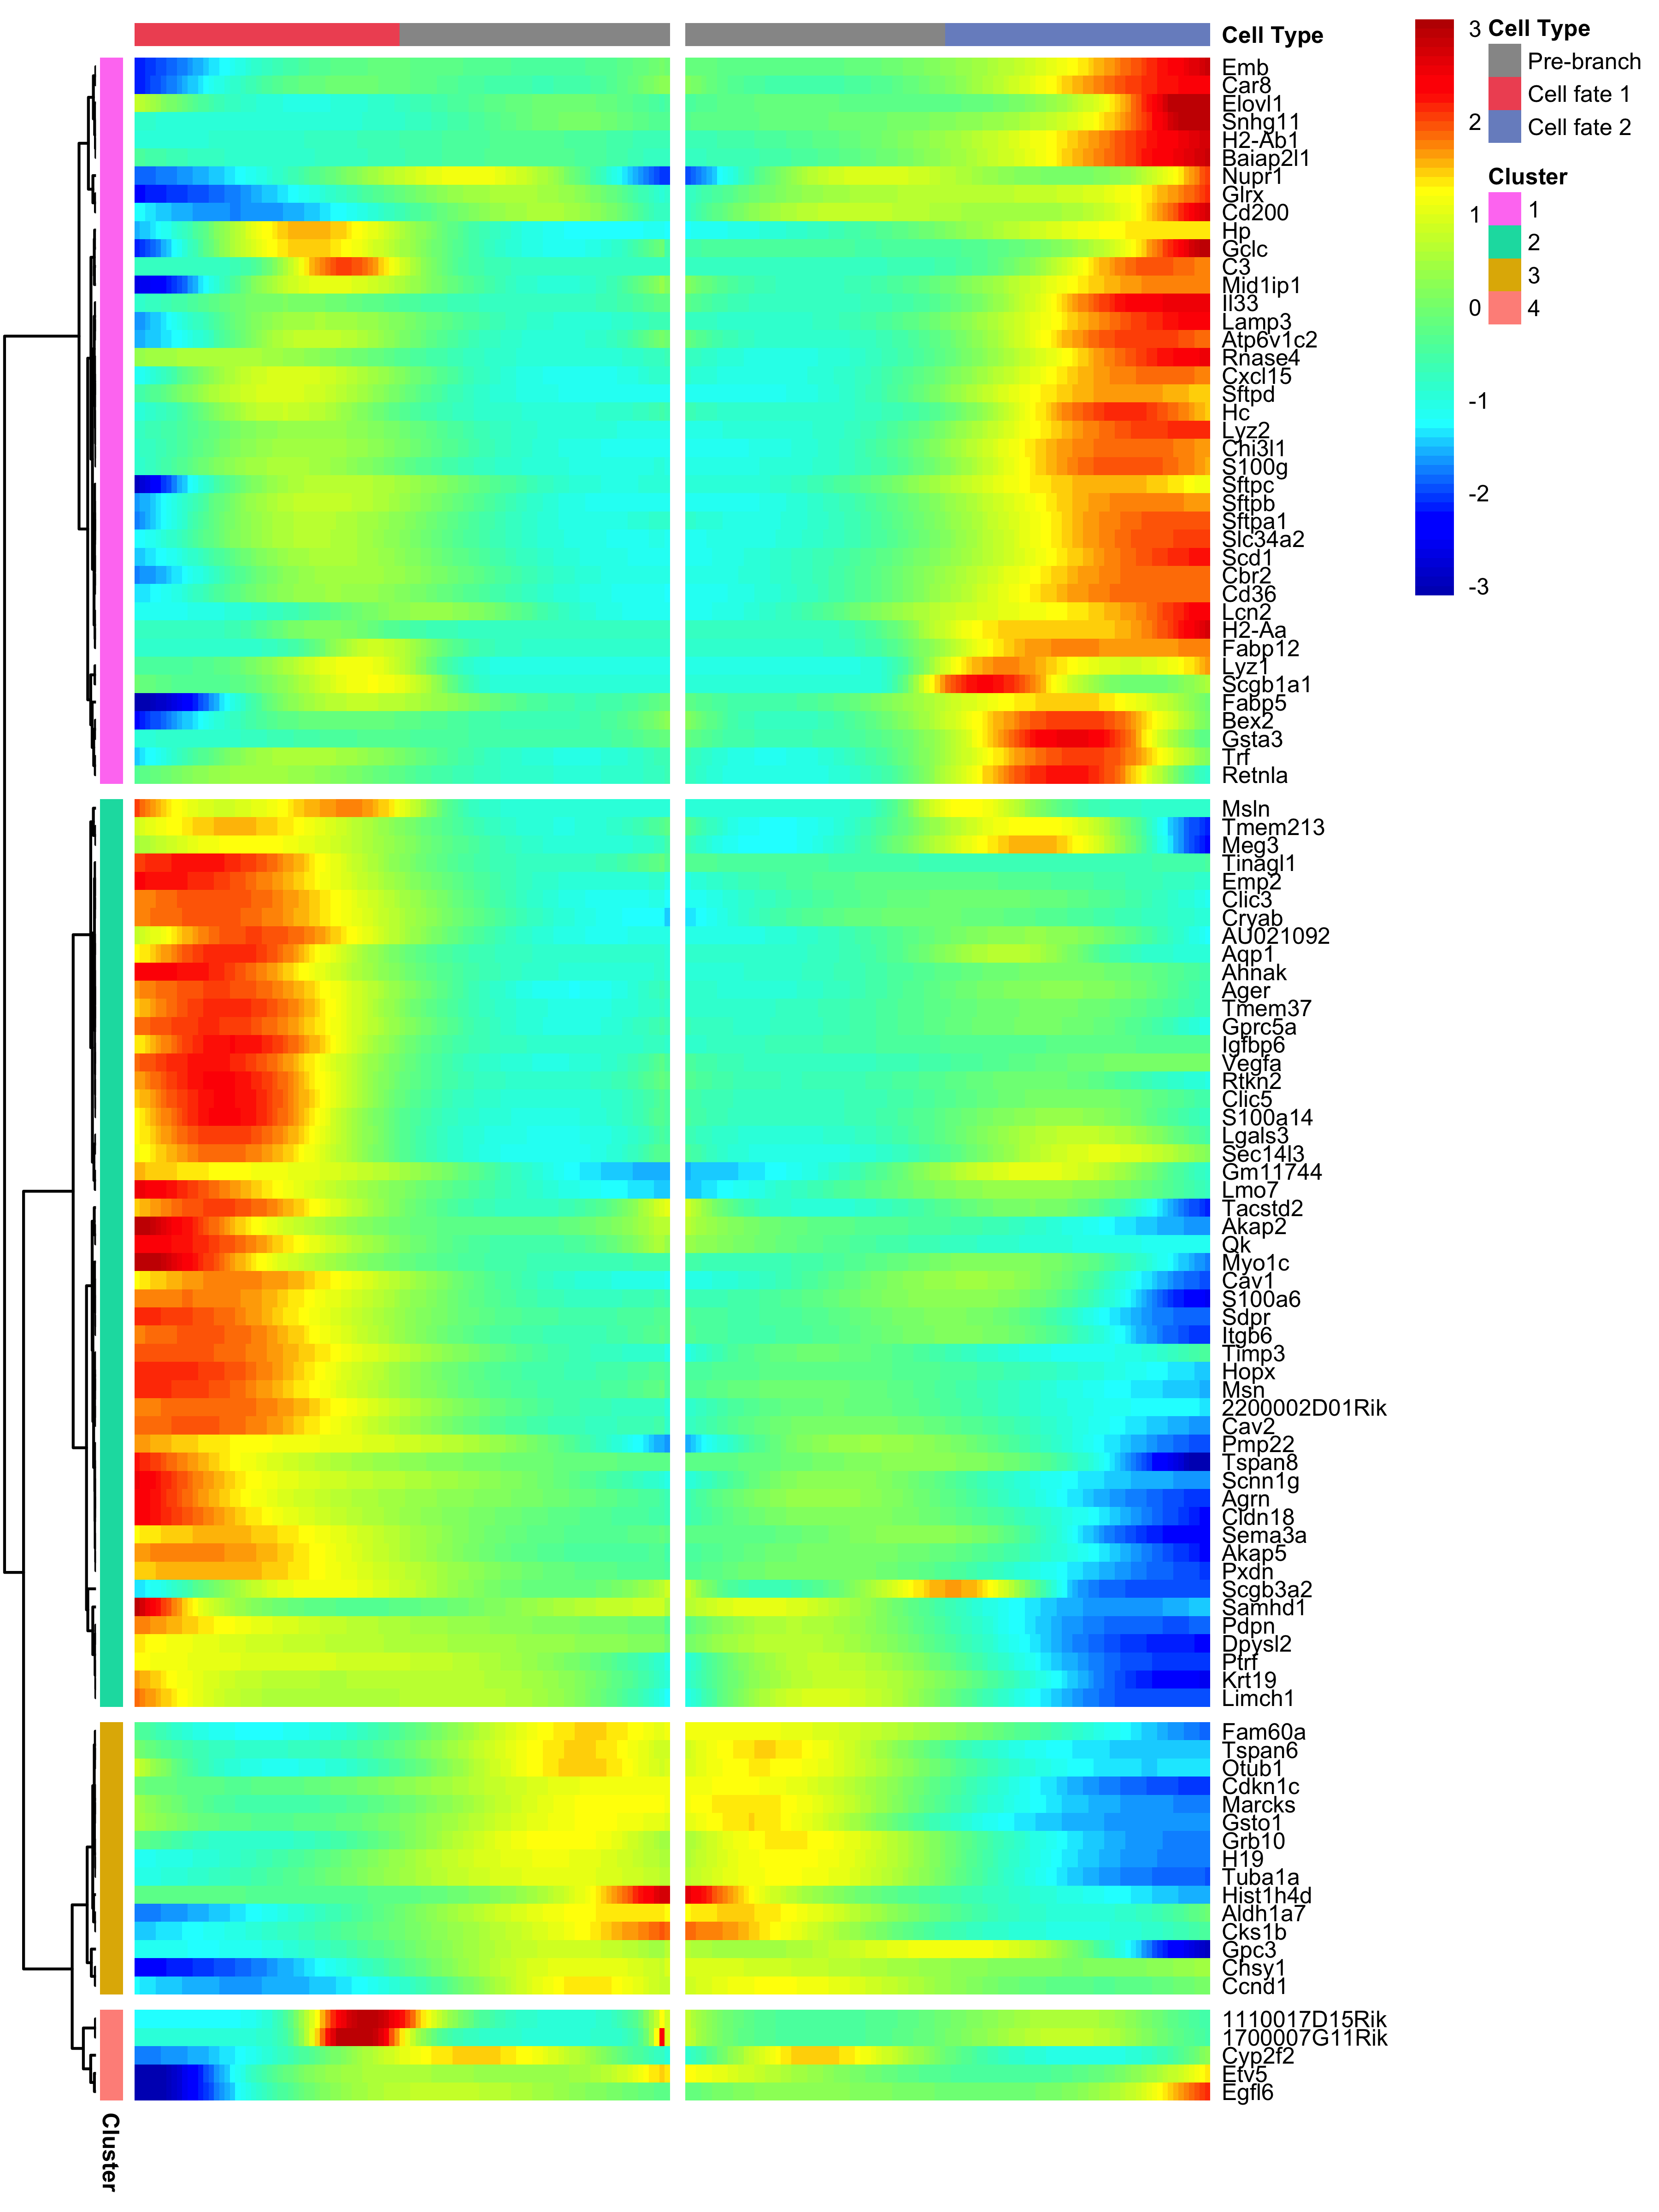 Cell Type
Emb
Car8
Elovl1
Snhg11
H2-Ab1
Baiap2l1
Nupr1
Glrx
Cd200
Hp
Gclc
C3
Mid1ip1
Il33
Lamp3
Atp6v1c2
Rnase4
Cxcl15
Sftpd
Hc
Lyz2
Chi3l1
S100g
Sftpc
Sftpb
Sftpa1
Slc34a2
Scd1
Cbr2
Cd36
Lcn2
H2-Aa
Fabp12
Lyz1
Scgb1a1
Fabp5
Bex2
Gsta3
Trf
Retnla
Msln
Tmem213
Meg3
Tinagl1
Emp2
Clic3
Cryab
AU021092
Aqp1
Ahnak
Ager
Tmem37
Gprc5a
Igfbp6
Vegfa
Rtkn2
Clic5
S100a14
Lgals3
Sec14l3
Gm11744
Lmo7
Tacstd2
Akap2
Qk
Myo1c
Cav1
S100a6
Sdpr
Itgb6
Timp3
Hopx
Msn
2200002D01Rik
Cav2
Pmp22
Tspan8
Scnn1g
Agrn
Cldn18
Sema3a
Akap5
Pxdn
Scgb3a2
Samhd1
Pdpn
Dpysl2
Ptrf
Krt19
Limch1
Fam60a
Tspan6
Otub1
Cdkn1c
Marcks
Gsto1
Grb10
H19
Tuba1a
Hist1h4d
Aldh1a7
Cks1b
Gpc3
Chsy1
Ccnd1
1110017D15Rik
1700007G11Rik
Cyp2f2
Etv5
Egfl6
Cluster
3
2
1
0
-1
-2
-3
Cell Type
Pre-branch
Cell fate 1
Cell fate 2
Cluster
1
2
3
4